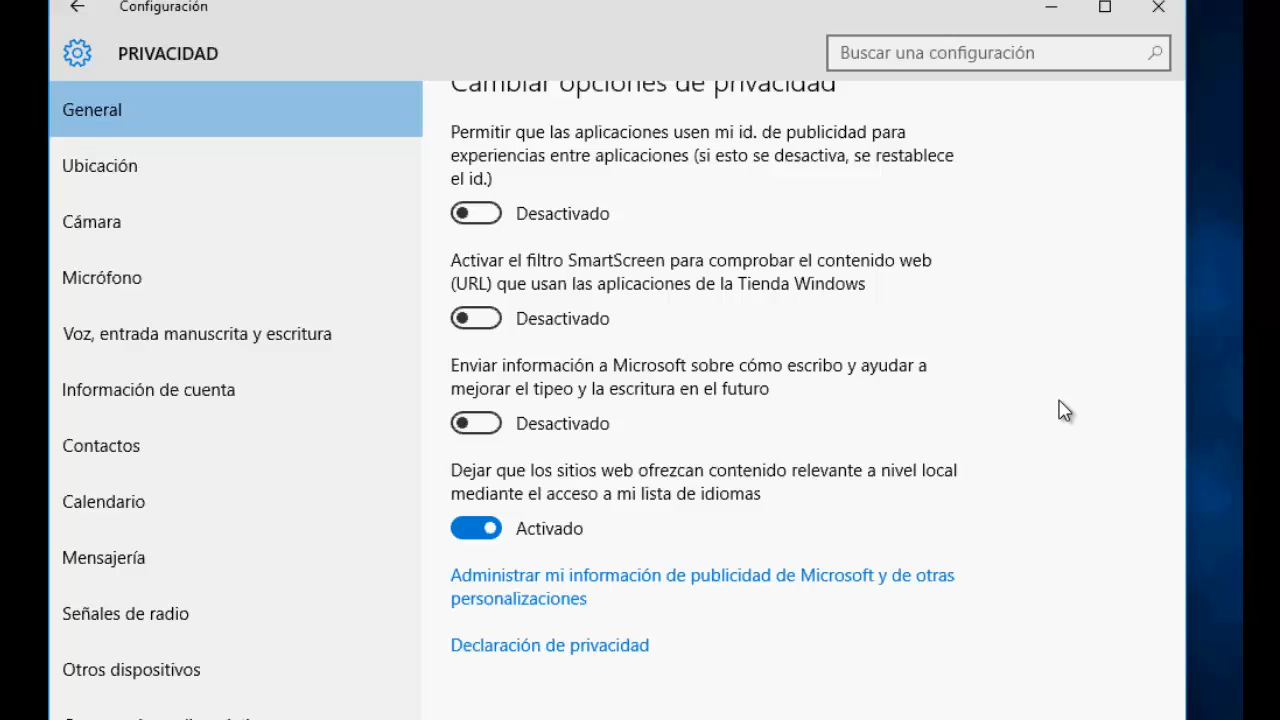 Configuración
PRIVACIDAD
Buscar una configuración
General
Ubicación
Cámara
Micrófono
Voz, entrada manuscrita y escritura
Información de cuenta
Contactos
Calendario
Mensajería
Señales de radio
Otros dispositivos
Cambiar opciones de privacidad
Permitir que las aplicaciones usen mi id. de publicidad para
experiencias entre aplicaciones (si esto se desactiva, se restablece
el id.)
Desactivado
Activar el filtro SmartScreen para comprobar el contenido web
(URL) que usan las aplicaciones de la Tienda Windows
Desactivado
Enviar información a Microsoft sobre cómo escribo y ayudar a
mejorar el tipeo y la escritura en el futuro
Desactivado
Dejar que los sitios web ofrezcan contenido relevante a nivel local
mediante el acceso a mi lista de idiomas
Activado
Administrar mi información de publicidad de Microsoft y de otras
personalizaciones
Declaración de privacidad